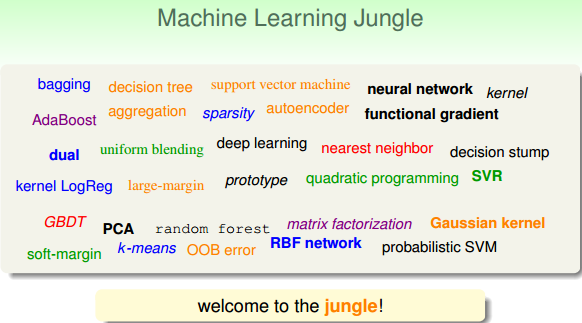 Machine Learning Jungle
bagging decision tree support vector machine neural network kernel
AdaBoost aggregation sparsity autoencoder functional gradient
dual uniform blending deep learning nearest neighbor decision stump
kernel LogReg large-margin prototype quadratic programming SVR
GBDT PCA random forest matrix factorization Gaussian kernel
soft-margin k-means OOB error RBF network probabilistic SVM
welcome to the jungle!